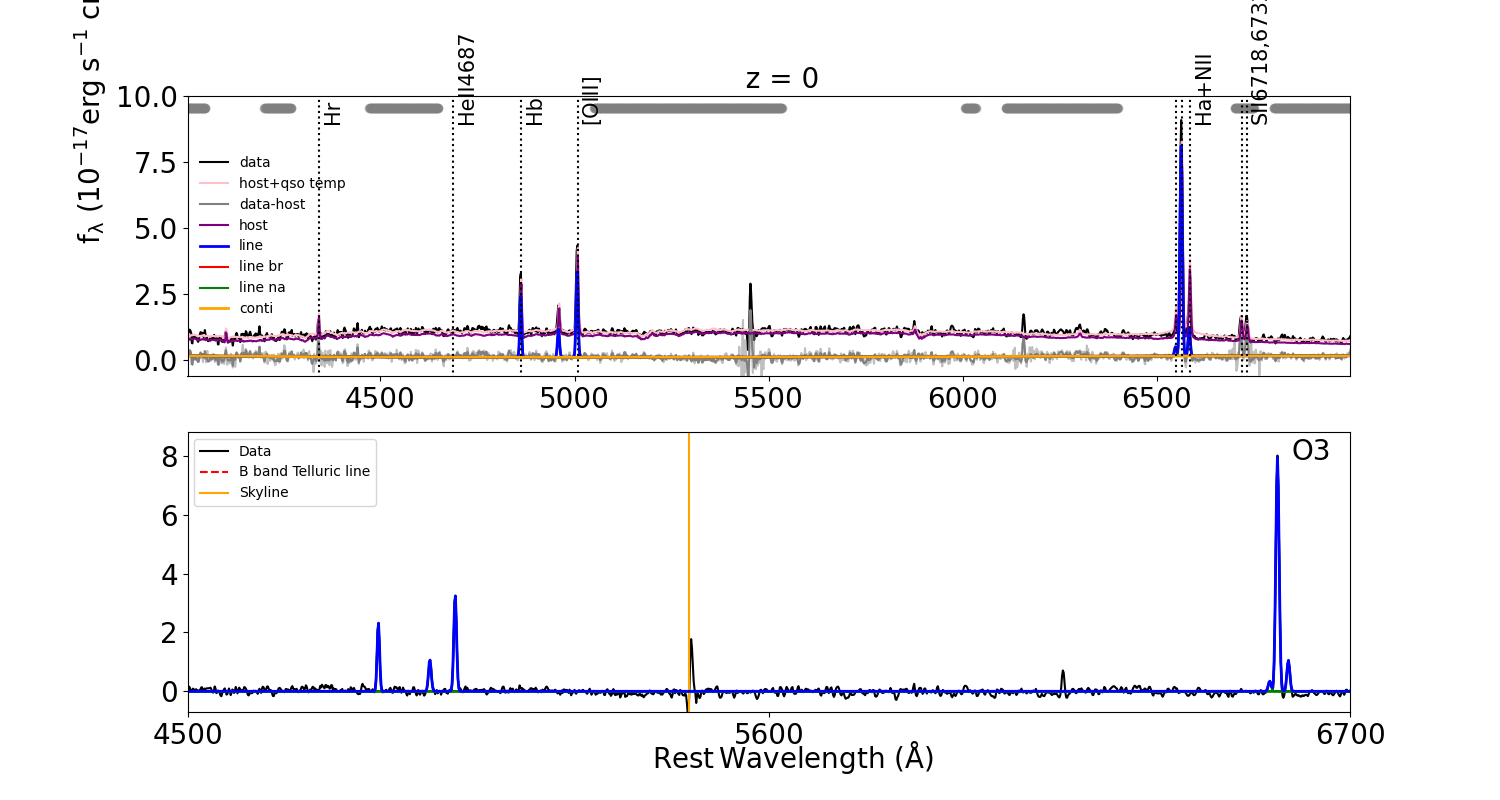 z = 0
f_λ (10^−17 erg s^−1
Hr
HeII4687
Hb
[OIII]
Ha+NII
SII6718,673
10.0
7.5
5.0
2.5
0.0
data
host+qso temp
data-host
host
line
line br
line na
conti
4500 5000 5500 6000 6500
Data
B band Telluric line
Skyline
O3
8
6
4
2
0
4500 5600 6700
Rest Wavelength (Å)